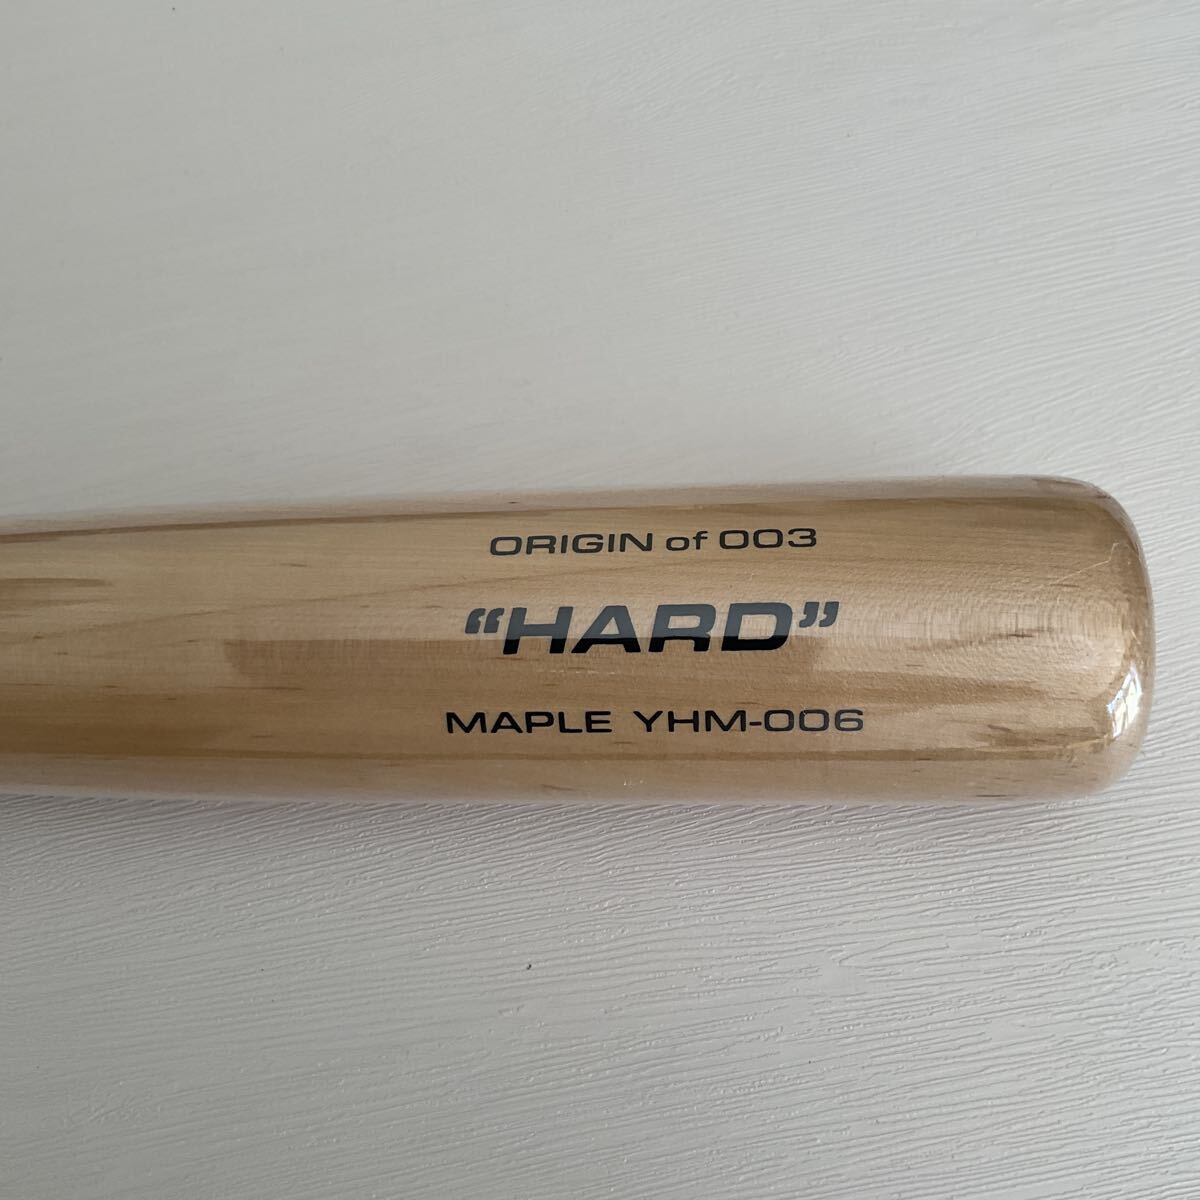 ORIGIN of 003
“HARD”
MAPLE YHM-006